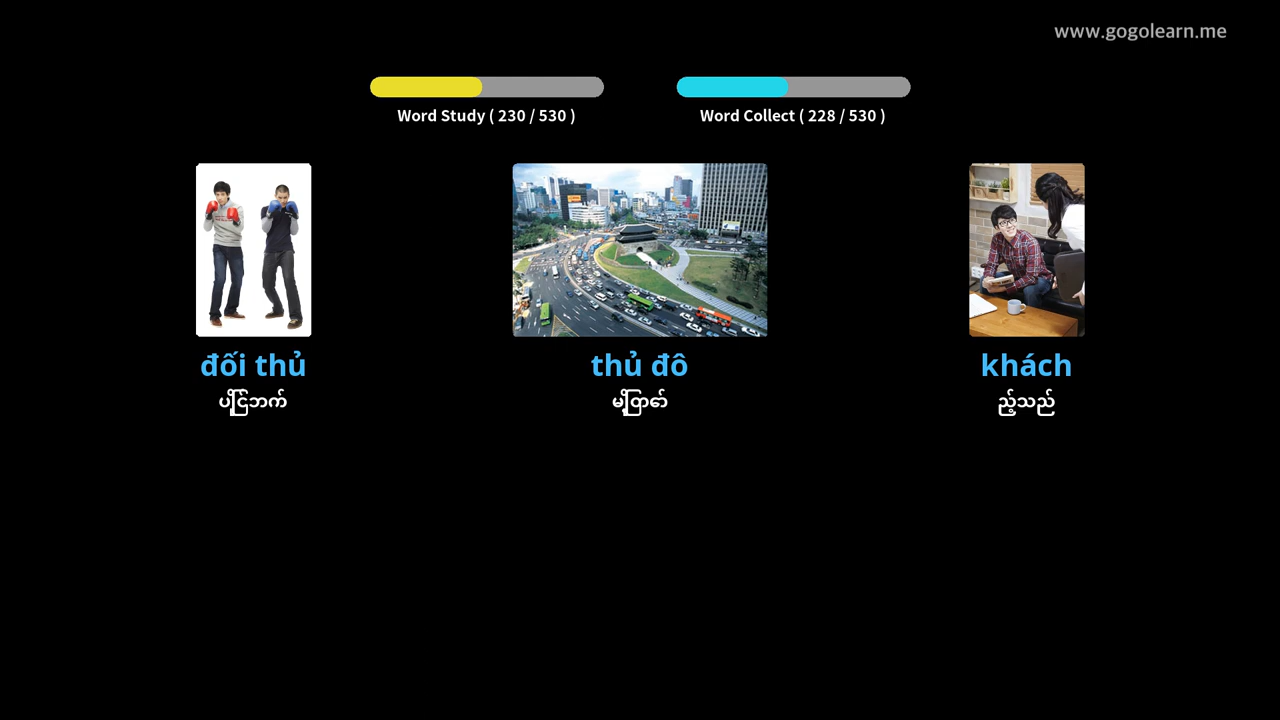 www.gogolearn.me
Word Study ( 230 / 530 )
Word Collect ( 228 / 530 )
đối thủ
thủ đô
khách
ပြိုင်ဘက်
မြို့တော်
ည့်သည်